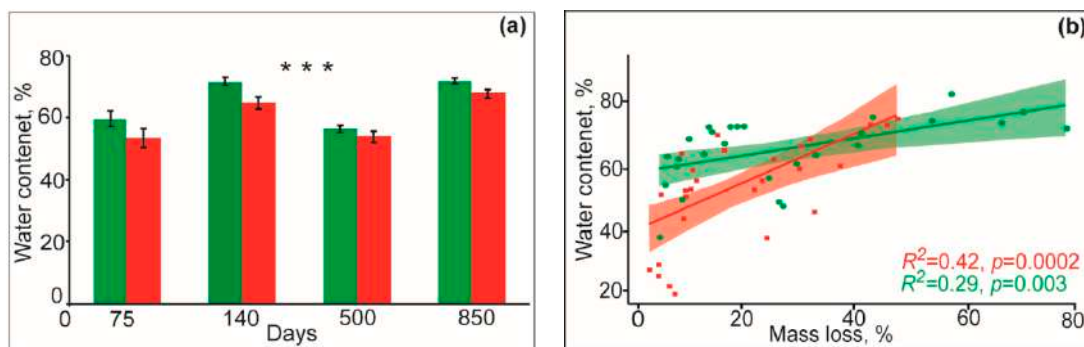 (a)
Water contenet, %
80
60
40
20
0
* * *
0 75 140 500 850
Days
(b)
Water contenet, %
80
60
40
20
R²=0.42, p=0.0002
R²=0.29, p=0.003
0 20 40 60 80
Mass loss, %